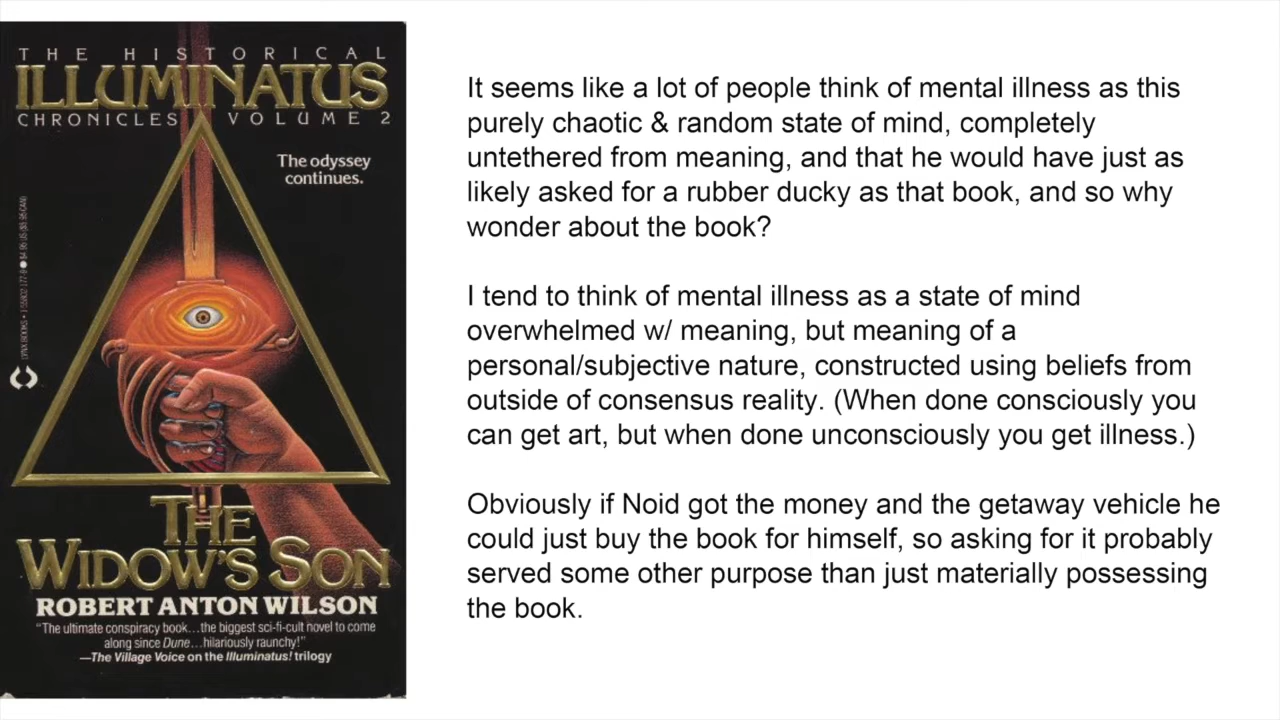 THE HISTORICAL
ILLUMINATUS
CHRONICLES VOLUME 2
The odyssey
continues.
THE
WIDOW'S SON
ROBERT ANTON WILSON
"The ultimate conspiracy book...the biggest sci-fi-cult novel to come
along since Dune...hilariously raunchy!"
—The Village Voice on the Illuminatus! trilogy
It seems like a lot of people think of mental illness as this
purely chaotic & random state of mind, completely
untethered from meaning, and that he would have just as
likely asked for a rubber ducky as that book, and so why
wonder about the book?
I tend to think of mental illness as a state of mind
overwhelmed w/ meaning, but meaning of a
personal/subjective nature, constructed using beliefs from
outside of consensus reality. (When done consciously you
can get art, but when done unconsciously you get illness.)
Obviously if Noid got the money and the getaway vehicle he
could just buy the book for himself, so asking for it probably
served some other purpose than just materially possessing
the book.